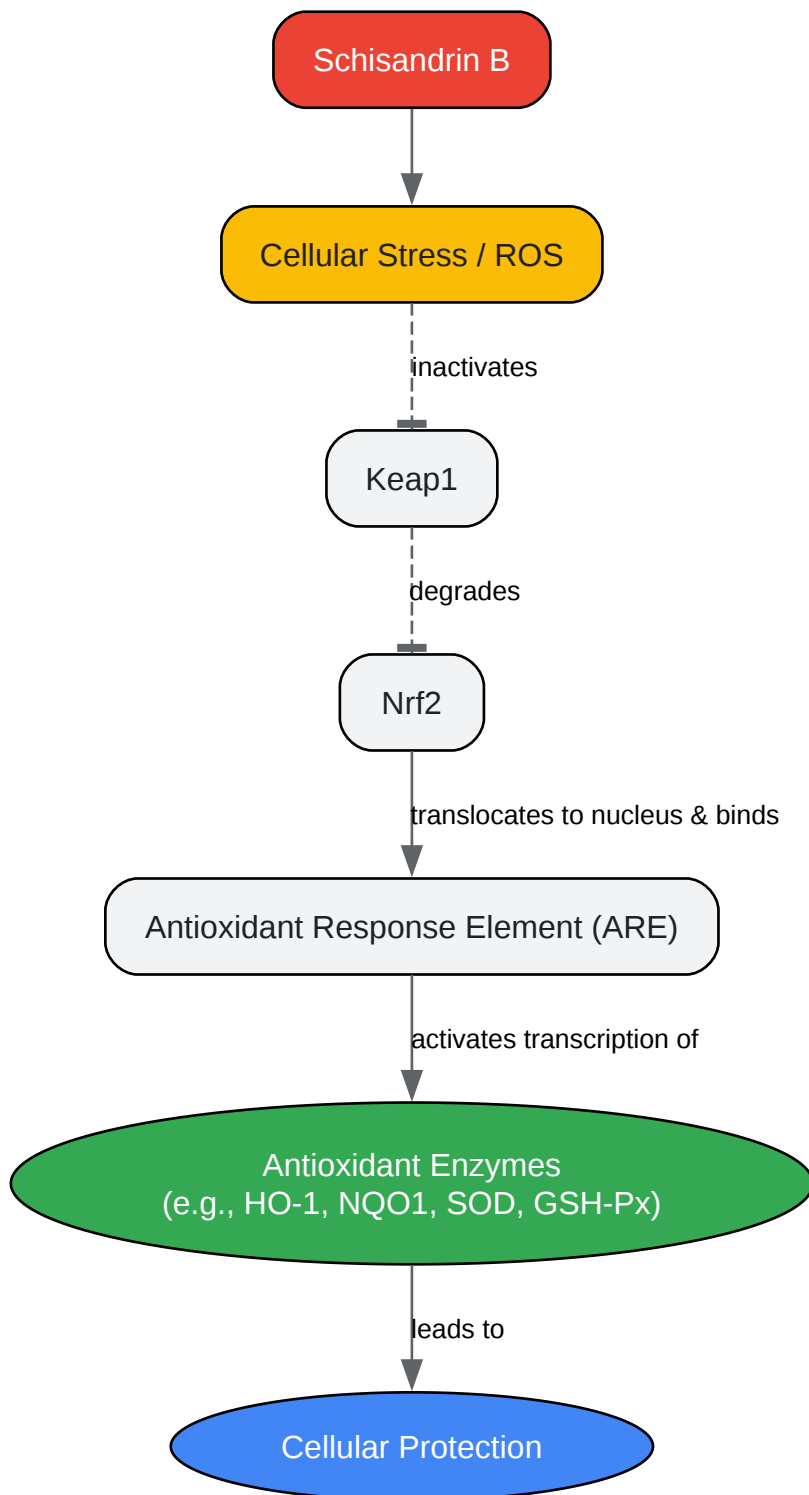 Schisandrin B
Cellular Stress / ROS
inactivates
Keap1
degrades
Nrf2
translocates to nucleus & binds
Antioxidant Response Element (ARE)
activates transcription of
Antioxidant Enzymes
(e.g., HO-1, NQO1, SOD, GSH-Px)
leads to
Cellular Protection